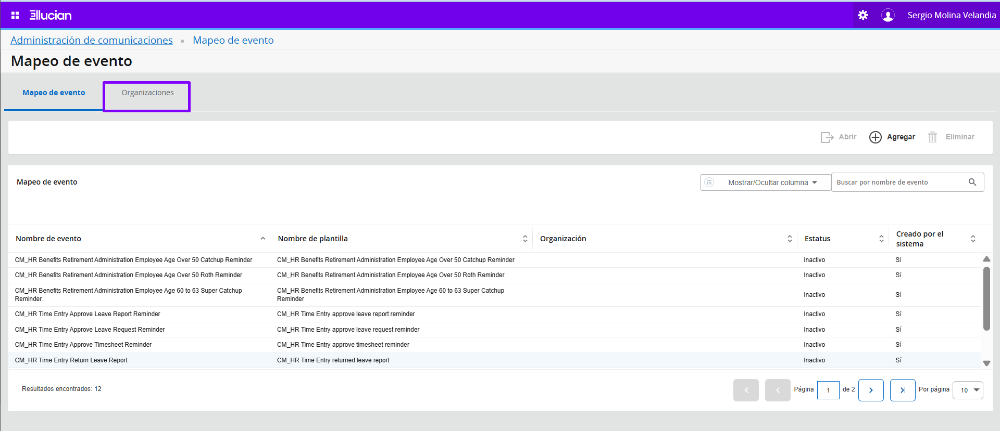 ellucian
Sergio Molina Velandia
Administración de comunicaciones • Mapeo de evento
Mapeo de evento
Mapeo de evento Organizaciones
Abrir Agregar Eliminar
Mapeo de evento Mostrar/Ocultar columna Buscar por nombre de evento
Nombre de evento Nombre de plantilla Organización Estatus Creado por el
sistema
CM_HR Benefits Retirement Administration Employee Age Over 50 Catchup Reminder CM_HR Benefits Retirement Administration Employee Age Over 50 Catchup Reminder Inactivo Sí
CM_HR Benefits Retirement Administration Employee Age Over 50 Roth Reminder CM_HR Benefits Retirement Administration Employee Age Over 50 Roth Reminder Inactivo Sí
CM_HR Benefits Retirement Administration Employee Age 60 to 63 Super Catchup CM_HR Benefits Retirement Administration Employee Age 60 to 63 Super Catchup
Reminder Reminder Inactivo Sí
CM_HR Time Entry Approve Leave Report Reminder CM_HR Time Entry approve leave report reminder Inactivo Sí
CM_HR Time Entry Approve Leave Request Reminder CM_HR Time Entry approve leave request reminder Inactivo Sí
CM_HR Time Entry Approve Timesheet Reminder CM_HR Time Entry approve timesheet reminder Inactivo Sí
CM_HR Time Entry Return Leave Report CM_HR Time Entry returned leave report Inactivo Sí
Resultados encontrados: 12 Página 1 de 2 Por página 10